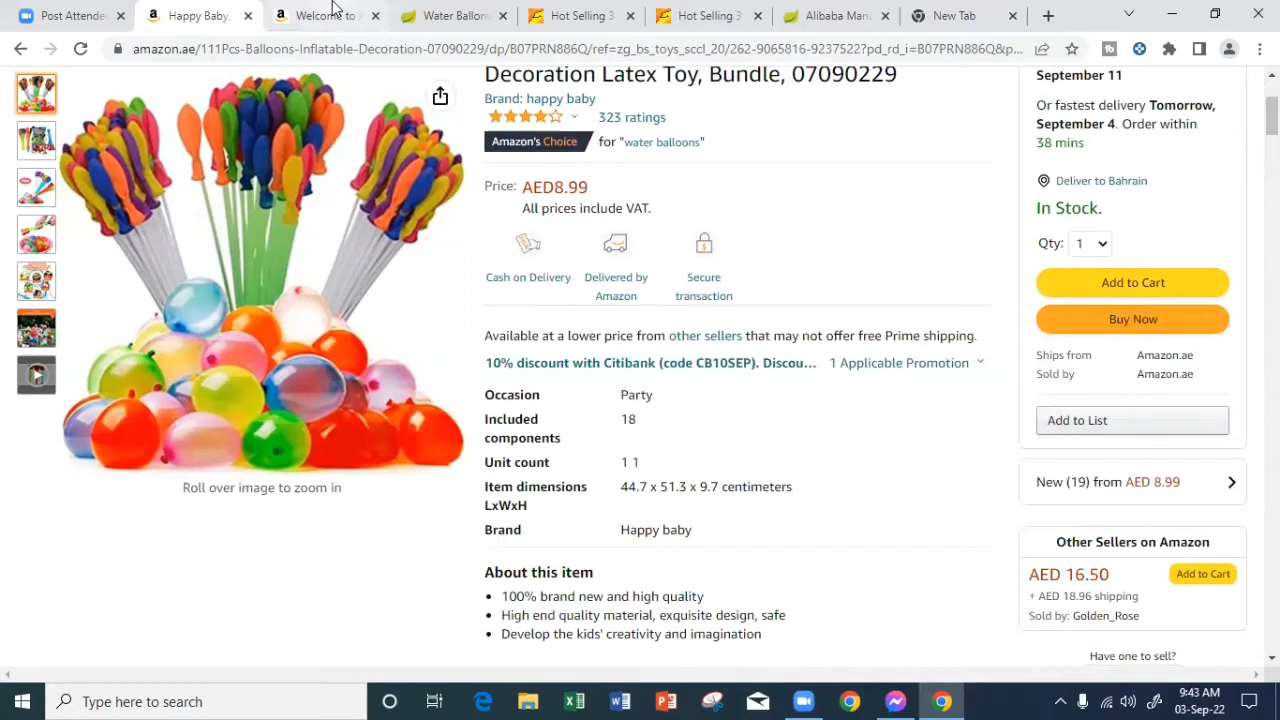 Post Attende
Happy Baby.
Welcome to A
Water Balloons
Hot Selling 3
Hot Selling 3
Alibaba Manu
New Tab
amazon.ae/111Pcs-Balloons-Inflatable-Decoration-07090229/dp/B07PRN886Q/ref=zg_bs_toys_sccl_20/262-9065816-9237522?pd_rd_i=B07PRN886Q&p...
Decoration Latex Toy, Bundle, 07090229
Brand: happy baby
323 ratings
Amazon's Choice for "water balloons"
Price: AED8.99
All prices include VAT.
Cash on Delivery
Delivered by Amazon
Secure transaction
Available at a lower price from other sellers that may not offer free Prime shipping.
10% discount with Citibank (code CB10SEP). Discou... 1 Applicable Promotion
Occasion Party
Included components 18
Unit count 1 1
Item dimensions LxWxH 44.7 x 51.3 x 9.7 centimeters
Brand Happy baby
About this item
• 100% brand new and high quality
• High end quality material, exquisite design, safe
• Develop the kids' creativity and imagination
Roll over image to zoom in
September 11
Or fastest delivery Tomorrow,
September 4. Order within
38 mins
Deliver to Bahrain
In Stock.
Qty: 1
Add to Cart
Buy Now
Ships from Amazon.ae
Sold by Amazon.ae
Add to List
New (19) from AED 8.99
Other Sellers on Amazon
AED 16.50 Add to Cart
+ AED 18.96 shipping
Sold by: Golden_Rose
Have one to sell?
Type here to search
9:43 AM
03-Sep-22